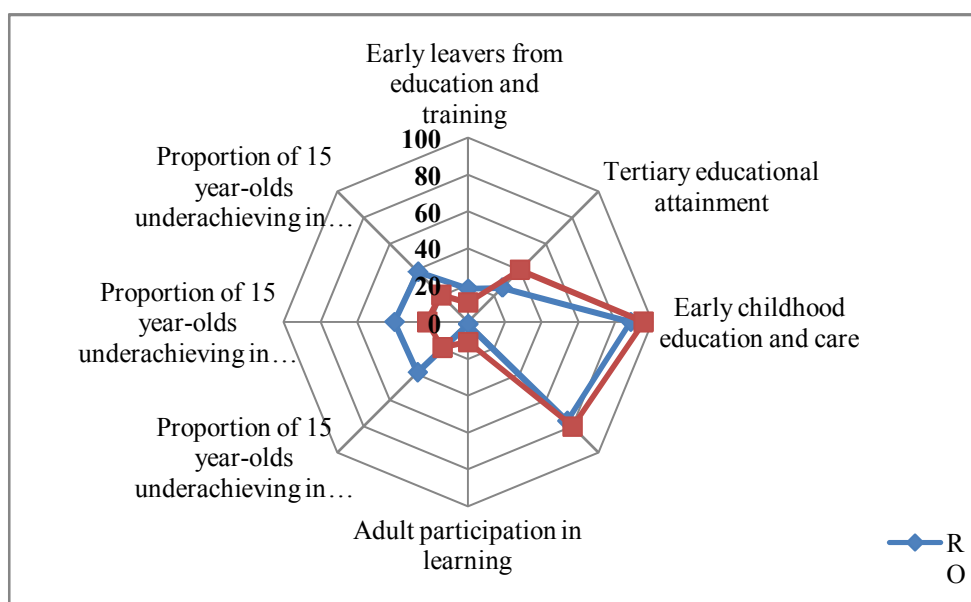 Early leavers from
education and
training
Tertiary educational
attainment
Early childhood
education and care
Adult participation in
learning
Proportion of 15
year-olds
underachieving in…
Proportion of 15
year-olds
underachieving in…
Proportion of 15
year-olds
underachieving in…
100
80
60
40
20
0
R
O